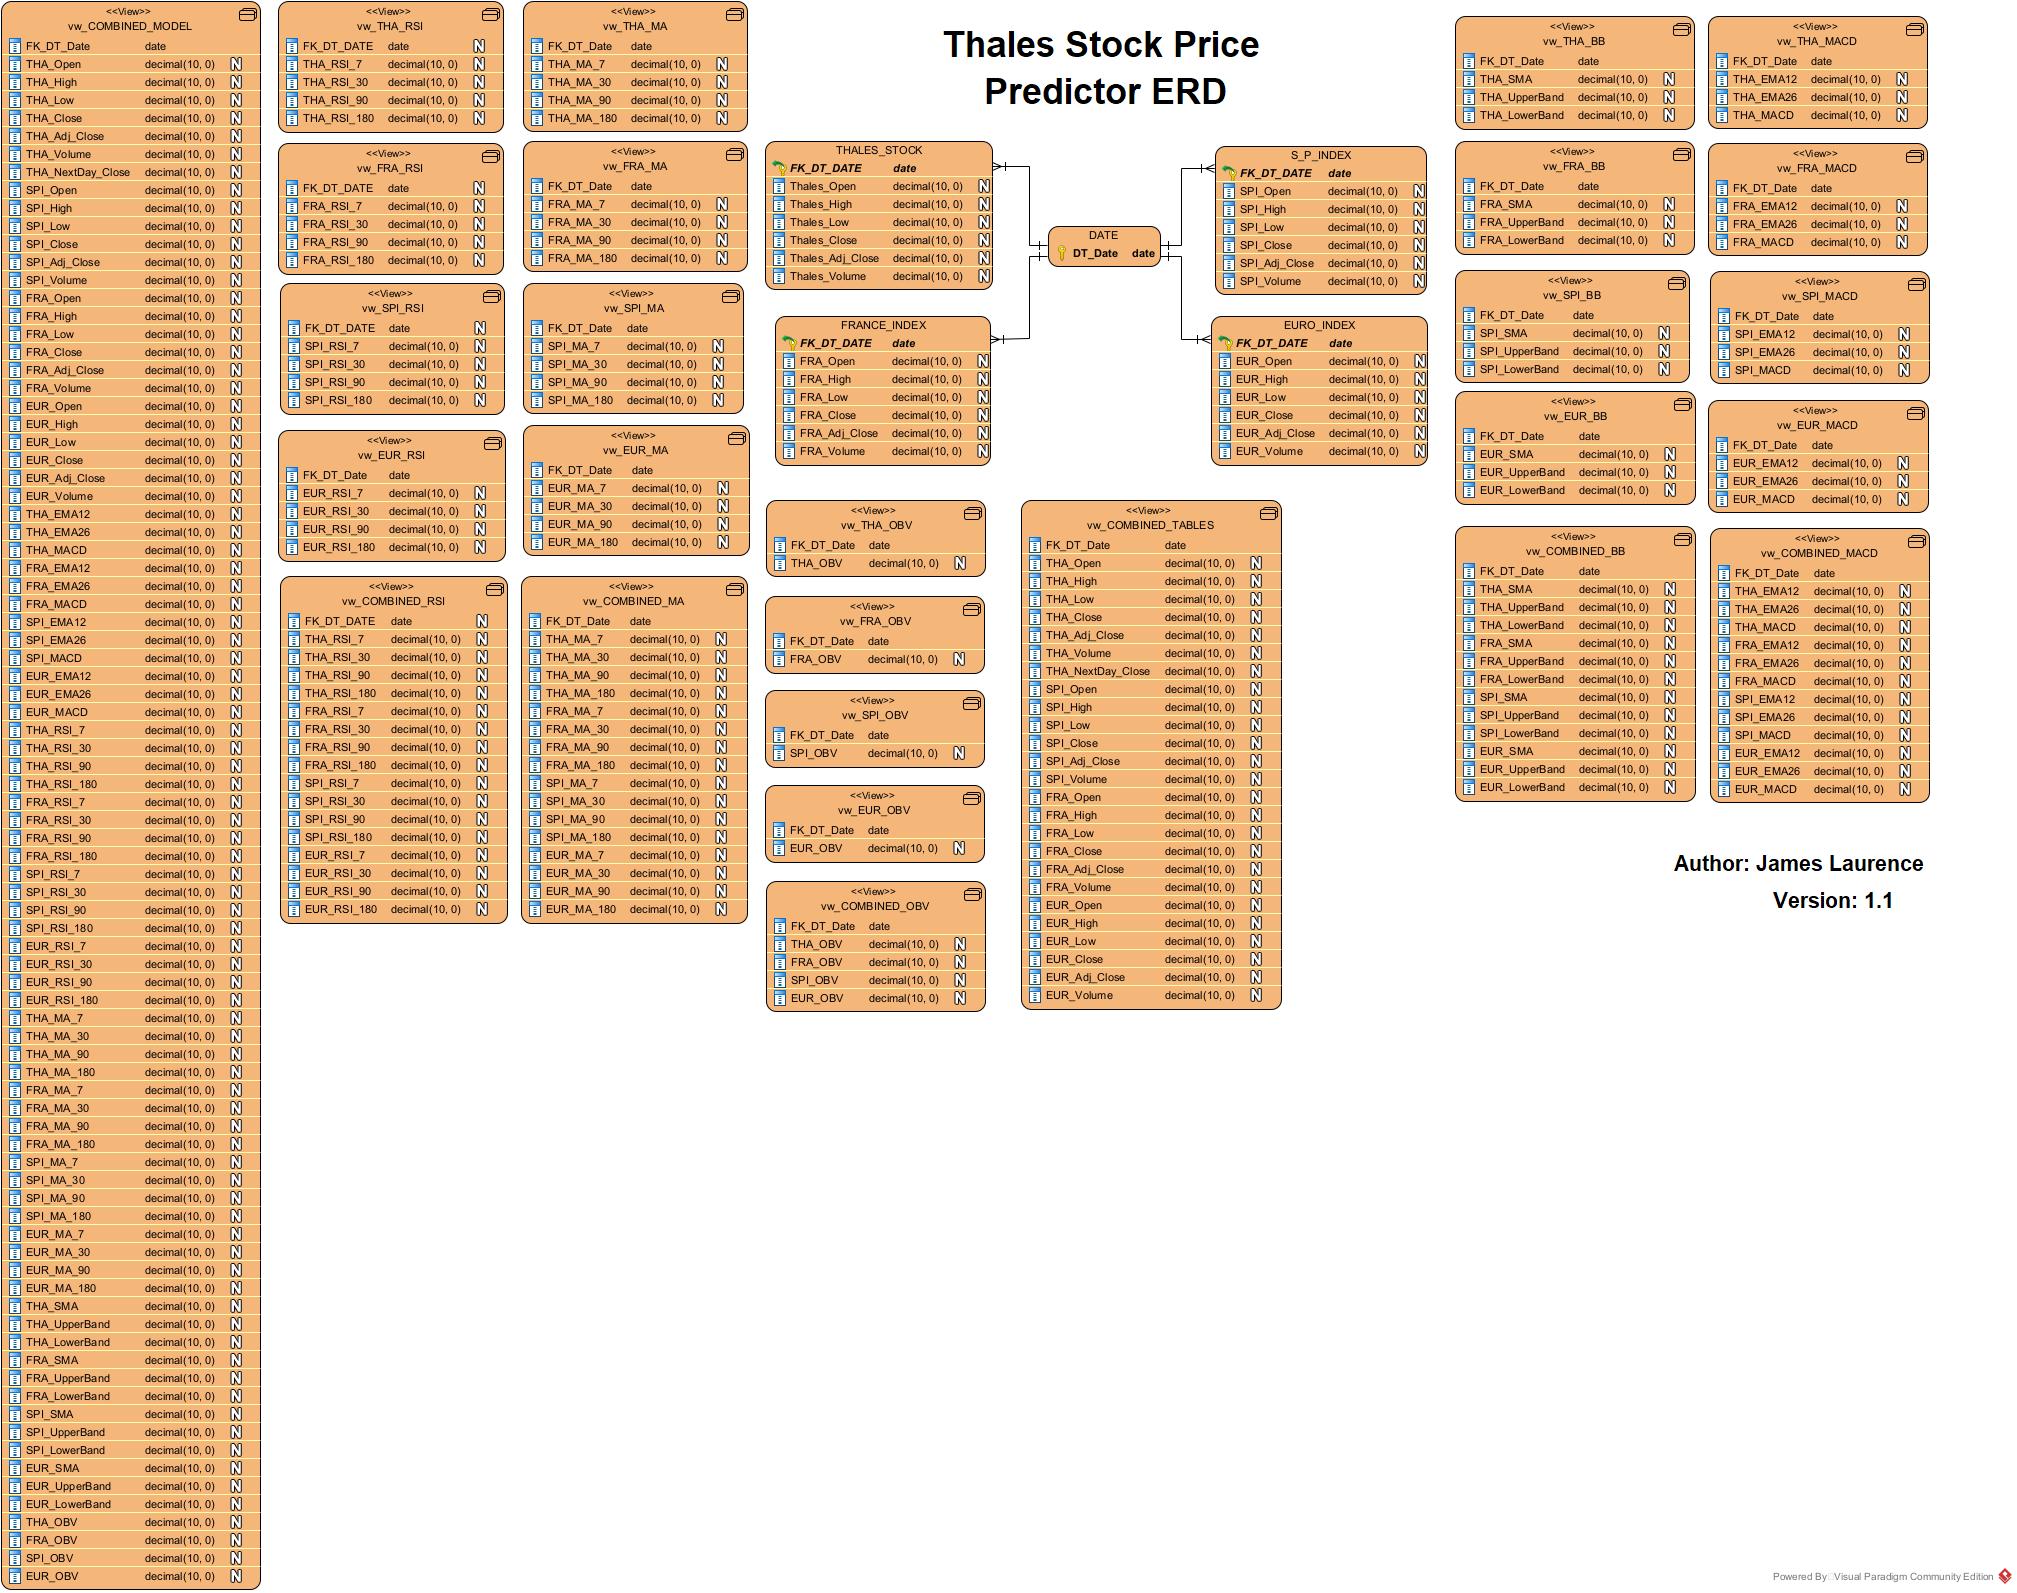 <<View>>
vw_COMBINED_MODEL
FK_DT_Date date
THA_Open decimal(10, 0) N
THA_High decimal(10, 0) N
THA_Low decimal(10, 0) N
THA_Close decimal(10, 0) N
THA_Adj_Close decimal(10, 0) N
THA_Volume decimal(10, 0) N
THA_NextDay_Close decimal(10, 0) N
SPI_Open decimal(10, 0) N
SPI_High decimal(10, 0) N
SPI_Low decimal(10, 0) N
SPI_Close decimal(10, 0) N
SPI_Adj_Close decimal(10, 0) N
SPI_Volume decimal(10, 0) N
FRA_Open decimal(10, 0) N
FRA_High decimal(10, 0) N
FRA_Low decimal(10, 0) N
FRA_Close decimal(10, 0) N
FRA_Adj_Close decimal(10, 0) N
FRA_Volume decimal(10, 0) N
EUR_Open decimal(10, 0) N
EUR_High decimal(10, 0) N
EUR_Low decimal(10, 0) N
EUR_Close decimal(10, 0) N
EUR_Adj_Close decimal(10, 0) N
EUR_Volume decimal(10, 0) N
THA_EMA12 decimal(10, 0) N
THA_EMA26 decimal(10, 0) N
THA_MACD decimal(10, 0) N
FRA_EMA12 decimal(10, 0) N
FRA_EMA26 decimal(10, 0) N
FRA_MACD decimal(10, 0) N
SPI_EMA12 decimal(10, 0) N
SPI_EMA26 decimal(10, 0) N
SPI_MACD decimal(10, 0) N
EUR_EMA12 decimal(10, 0) N
EUR_EMA26 decimal(10, 0) N
EUR_MACD decimal(10, 0) N
THA_RSI_7 decimal(10, 0) N
THA_RSI_30 decimal(10, 0) N
THA_RSI_90 decimal(10, 0) N
THA_RSI_180 decimal(10, 0) N
FRA_RSI_7 decimal(10, 0) N
FRA_RSI_30 decimal(10, 0) N
FRA_RSI_90 decimal(10, 0) N
FRA_RSI_180 decimal(10, 0) N
SPI_RSI_7 decimal(10, 0) N
SPI_RSI_30 decimal(10, 0) N
SPI_RSI_90 decimal(10, 0) N
SPI_RSI_180 decimal(10, 0) N
EUR_RSI_7 decimal(10, 0) N
EUR_RSI_30 decimal(10, 0) N
EUR_RSI_90 decimal(10, 0) N
EUR_RSI_180 decimal(10, 0) N
THA_MA_7 decimal(10, 0) N
THA_MA_30 decimal(10, 0) N
THA_MA_90 decimal(10, 0) N
THA_MA_180 decimal(10, 0) N
FRA_MA_7 decimal(10, 0) N
FRA_MA_30 decimal(10, 0) N
FRA_MA_90 decimal(10, 0) N
FRA_MA_180 decimal(10, 0) N
SPI_MA_7 decimal(10, 0) N
SPI_MA_30 decimal(10, 0) N
SPI_MA_90 decimal(10, 0) N
SPI_MA_180 decimal(10, 0) N
EUR_MA_7 decimal(10, 0) N
EUR_MA_30 decimal(10, 0) N
EUR_MA_90 decimal(10, 0) N
EUR_MA_180 decimal(10, 0) N
THA_SMA decimal(10, 0) N
THA_UpperBand decimal(10, 0) N
THA_LowerBand decimal(10, 0) N
FRA_SMA decimal(10, 0) N
FRA_UpperBand decimal(10, 0) N
FRA_LowerBand decimal(10, 0) N
SPI_SMA decimal(10, 0) N
SPI_UpperBand decimal(10, 0) N
SPI_LowerBand decimal(10, 0) N
EUR_SMA decimal(10, 0) N
EUR_UpperBand decimal(10, 0) N
EUR_LowerBand decimal(10, 0) N
THA_OBV decimal(10, 0) N
FRA_OBV decimal(10, 0) N
SPI_OBV decimal(10, 0) N
EUR_OBV decimal(10, 0) N
<<View>>
vw_THA_RSI
FK_DT_DATE date N
THA_RSI_7 decimal(10, 0) N
THA_RSI_30 decimal(10, 0) N
THA_RSI_90 decimal(10, 0) N
THA_RSI_180 decimal(10, 0) N
<<View>>
vw_FRA_RSI
FK_DT_DATE date N
FRA_RSI_7 decimal(10, 0) N
FRA_RSI_30 decimal(10, 0) N
FRA_RSI_90 decimal(10, 0) N
FRA_RSI_180 decimal(10, 0) N
<<View>>
vw_SPI_RSI
FK_DT_DATE date N
SPI_RSI_7 decimal(10, 0) N
SPI_RSI_30 decimal(10, 0) N
SPI_RSI_90 decimal(10, 0) N
SPI_RSI_180 decimal(10, 0) N
<<View>>
vw_EUR_RSI
FK_DT_Date date
EUR_RSI_7 decimal(10, 0) N
EUR_RSI_30 decimal(10, 0) N
EUR_RSI_90 decimal(10, 0) N
EUR_RSI_180 decimal(10, 0) N
<<View>>
vw_COMBINED_RSI
FK_DT_DATE date N
THA_RSI_7 decimal(10, 0) N
THA_RSI_30 decimal(10, 0) N
THA_RSI_90 decimal(10, 0) N
THA_RSI_180 decimal(10, 0) N
FRA_RSI_7 decimal(10, 0) N
FRA_RSI_30 decimal(10, 0) N
FRA_RSI_90 decimal(10, 0) N
FRA_RSI_180 decimal(10, 0) N
SPI_RSI_7 decimal(10, 0) N
SPI_RSI_30 decimal(10, 0) N
SPI_RSI_90 decimal(10, 0) N
SPI_RSI_180 decimal(10, 0) N
EUR_RSI_7 decimal(10, 0) N
EUR_RSI_30 decimal(10, 0) N
EUR_RSI_90 decimal(10, 0) N
EUR_RSI_180 decimal(10, 0) N
<<View>>
vw_THA_MA
FK_DT_Date date
THA_MA_7 decimal(10, 0) N
THA_MA_30 decimal(10, 0) N
THA_MA_90 decimal(10, 0) N
THA_MA_180 decimal(10, 0) N
<<View>>
vw_FRA_MA
FK_DT_Date date
FRA_MA_7 decimal(10, 0) N
FRA_MA_30 decimal(10, 0) N
FRA_MA_90 decimal(10, 0) N
FRA_MA_180 decimal(10, 0) N
<<View>>
vw_SPI_MA
FK_DT_Date date
SPI_MA_7 decimal(10, 0) N
SPI_MA_30 decimal(10, 0) N
SPI_MA_90 decimal(10, 0) N
SPI_MA_180 decimal(10, 0) N
<<View>>
vw_EUR_MA
FK_DT_Date date
EUR_MA_7 decimal(10, 0) N
EUR_MA_30 decimal(10, 0) N
EUR_MA_90 decimal(10, 0) N
EUR_MA_180 decimal(10, 0) N
<<View>>
vw_COMBINED_MA
FK_DT_Date date
THA_MA_7 decimal(10, 0) N
THA_MA_30 decimal(10, 0) N
THA_MA_90 decimal(10, 0) N
THA_MA_180 decimal(10, 0) N
FRA_MA_7 decimal(10, 0) N
FRA_MA_30 decimal(10, 0) N
FRA_MA_90 decimal(10, 0) N
FRA_MA_180 decimal(10, 0) N
SPI_MA_7 decimal(10, 0) N
SPI_MA_30 decimal(10, 0) N
SPI_MA_90 decimal(10, 0) N
SPI_MA_180 decimal(10, 0) N
EUR_MA_7 decimal(10, 0) N
EUR_MA_30 decimal(10, 0) N
EUR_MA_90 decimal(10, 0) N
EUR_MA_180 decimal(10, 0) N
Thales Stock Price
Predictor ERD
THALES_STOCK
FK_DT_DATE date
Thales_Open decimal(10, 0) N
Thales_High decimal(10, 0) N
Thales_Low decimal(10, 0) N
Thales_Close decimal(10, 0) N
Thales_Adj_Close decimal(10, 0) N
Thales_Volume decimal(10, 0) N
FRANCE_INDEX
FK_DT_DATE date
FRA_Open decimal(10, 0) N
FRA_High decimal(10, 0) N
FRA_Low decimal(10, 0) N
FRA_Close decimal(10, 0) N
FRA_Adj_Close decimal(10, 0) N
FRA_Volume decimal(10, 0) N
DATE
DT_Date date
S_P_INDEX
FK_DT_DATE date
SPI_Open decimal(10, 0) N
SPI_High decimal(10, 0) N
SPI_Low decimal(10, 0) N
SPI_Close decimal(10, 0) N
SPI_Adj_Close decimal(10, 0) N
SPI_Volume decimal(10, 0) N
EURO_INDEX
FK_DT_DATE date
EUR_Open decimal(10, 0) N
EUR_High decimal(10, 0) N
EUR_Low decimal(10, 0) N
EUR_Close decimal(10, 0) N
EUR_Adj_Close decimal(10, 0) N
EUR_Volume decimal(10, 0) N
<<View>>
vw_THA_OBV
FK_DT_Date date
THA_OBV decimal(10, 0) N
<<View>>
vw_FRA_OBV
FK_DT_Date date
FRA_OBV decimal(10, 0) N
<<View>>
vw_SPI_OBV
FK_DT_Date date
SPI_OBV decimal(10, 0) N
<<View>>
vw_EUR_OBV
FK_DT_Date date
EUR_OBV decimal(10, 0) N
<<View>>
vw_COMBINED_OBV
FK_DT_Date date
THA_OBV decimal(10, 0) N
FRA_OBV decimal(10, 0) N
SPI_OBV decimal(10, 0) N
EUR_OBV decimal(10, 0) N
<<View>>
vw_COMBINED_TABLES
FK_DT_Date date
THA_Open decimal(10, 0) N
THA_High decimal(10, 0) N
THA_Low decimal(10, 0) N
THA_Close decimal(10, 0) N
THA_Adj_Close decimal(10, 0) N
THA_Volume decimal(10, 0) N
THA_NextDay_Close decimal(10, 0) N
SPI_Open decimal(10, 0) N
SPI_High decimal(10, 0) N
SPI_Low decimal(10, 0) N
SPI_Close decimal(10, 0) N
SPI_Adj_Close decimal(10, 0) N
SPI_Volume decimal(10, 0) N
FRA_Open decimal(10, 0) N
FRA_High decimal(10, 0) N
FRA_Low decimal(10, 0) N
FRA_Close decimal(10, 0) N
FRA_Adj_Close decimal(10, 0) N
FRA_Volume decimal(10, 0) N
EUR_Open decimal(10, 0) N
EUR_High decimal(10, 0) N
EUR_Low decimal(10, 0) N
EUR_Close decimal(10, 0) N
EUR_Adj_Close decimal(10, 0) N
EUR_Volume decimal(10, 0) N
<<View>>
vw_THA_BB
FK_DT_Date date
THA_SMA decimal(10, 0) N
THA_UpperBand decimal(10, 0) N
THA_LowerBand decimal(10, 0) N
<<View>>
vw_FRA_BB
FK_DT_Date date
FRA_SMA decimal(10, 0) N
FRA_UpperBand decimal(10, 0) N
FRA_LowerBand decimal(10, 0) N
<<View>>
vw_SPI_BB
FK_DT_Date date
SPI_SMA decimal(10, 0) N
SPI_UpperBand decimal(10, 0) N
SPI_LowerBand decimal(10, 0) N
<<View>>
vw_EUR_BB
FK_DT_Date date
EUR_SMA decimal(10, 0) N
EUR_UpperBand decimal(10, 0) N
EUR_LowerBand decimal(10, 0) N
<<View>>
vw_COMBINED_BB
FK_DT_Date date
THA_SMA decimal(10, 0) N
THA_UpperBand decimal(10, 0) N
THA_LowerBand decimal(10, 0) N
FRA_SMA decimal(10, 0) N
FRA_UpperBand decimal(10, 0) N
FRA_LowerBand decimal(10, 0) N
SPI_SMA decimal(10, 0) N
SPI_UpperBand decimal(10, 0) N
SPI_LowerBand decimal(10, 0) N
EUR_SMA decimal(10, 0) N
EUR_UpperBand decimal(10, 0) N
EUR_LowerBand decimal(10, 0) N
<<View>>
vw_THA_MACD
FK_DT_Date date
THA_EMA12 decimal(10, 0) N
THA_EMA26 decimal(10, 0) N
THA_MACD decimal(10, 0) N
<<View>>
vw_FRA_MACD
FK_DT_Date date
FRA_EMA12 decimal(10, 0) N
FRA_EMA26 decimal(10, 0) N
FRA_MACD decimal(10, 0) N
<<View>>
vw_SPI_MACD
FK_DT_Date date
SPI_EMA12 decimal(10, 0) N
SPI_EMA26 decimal(10, 0) N
SPI_MACD decimal(10, 0) N
<<View>>
vw_EUR_MACD
FK_DT_Date date
EUR_EMA12 decimal(10, 0) N
EUR_EMA26 decimal(10, 0) N
EUR_MACD decimal(10, 0) N
<<View>>
vw_COMBINED_MACD
FK_DT_Date date
THA_EMA12 decimal(10, 0) N
THA_EMA26 decimal(10, 0) N
THA_MACD decimal(10, 0) N
FRA_EMA12 decimal(10, 0) N
FRA_EMA26 decimal(10, 0) N
FRA_MACD decimal(10, 0) N
SPI_EMA12 decimal(10, 0) N
SPI_EMA26 decimal(10, 0) N
SPI_MACD decimal(10, 0) N
EUR_EMA12 decimal(10, 0) N
EUR_EMA26 decimal(10, 0) N
EUR_MACD decimal(10, 0) N
Author: James Laurence
Version: 1.1
Powered By Visual Paradigm Community Edition